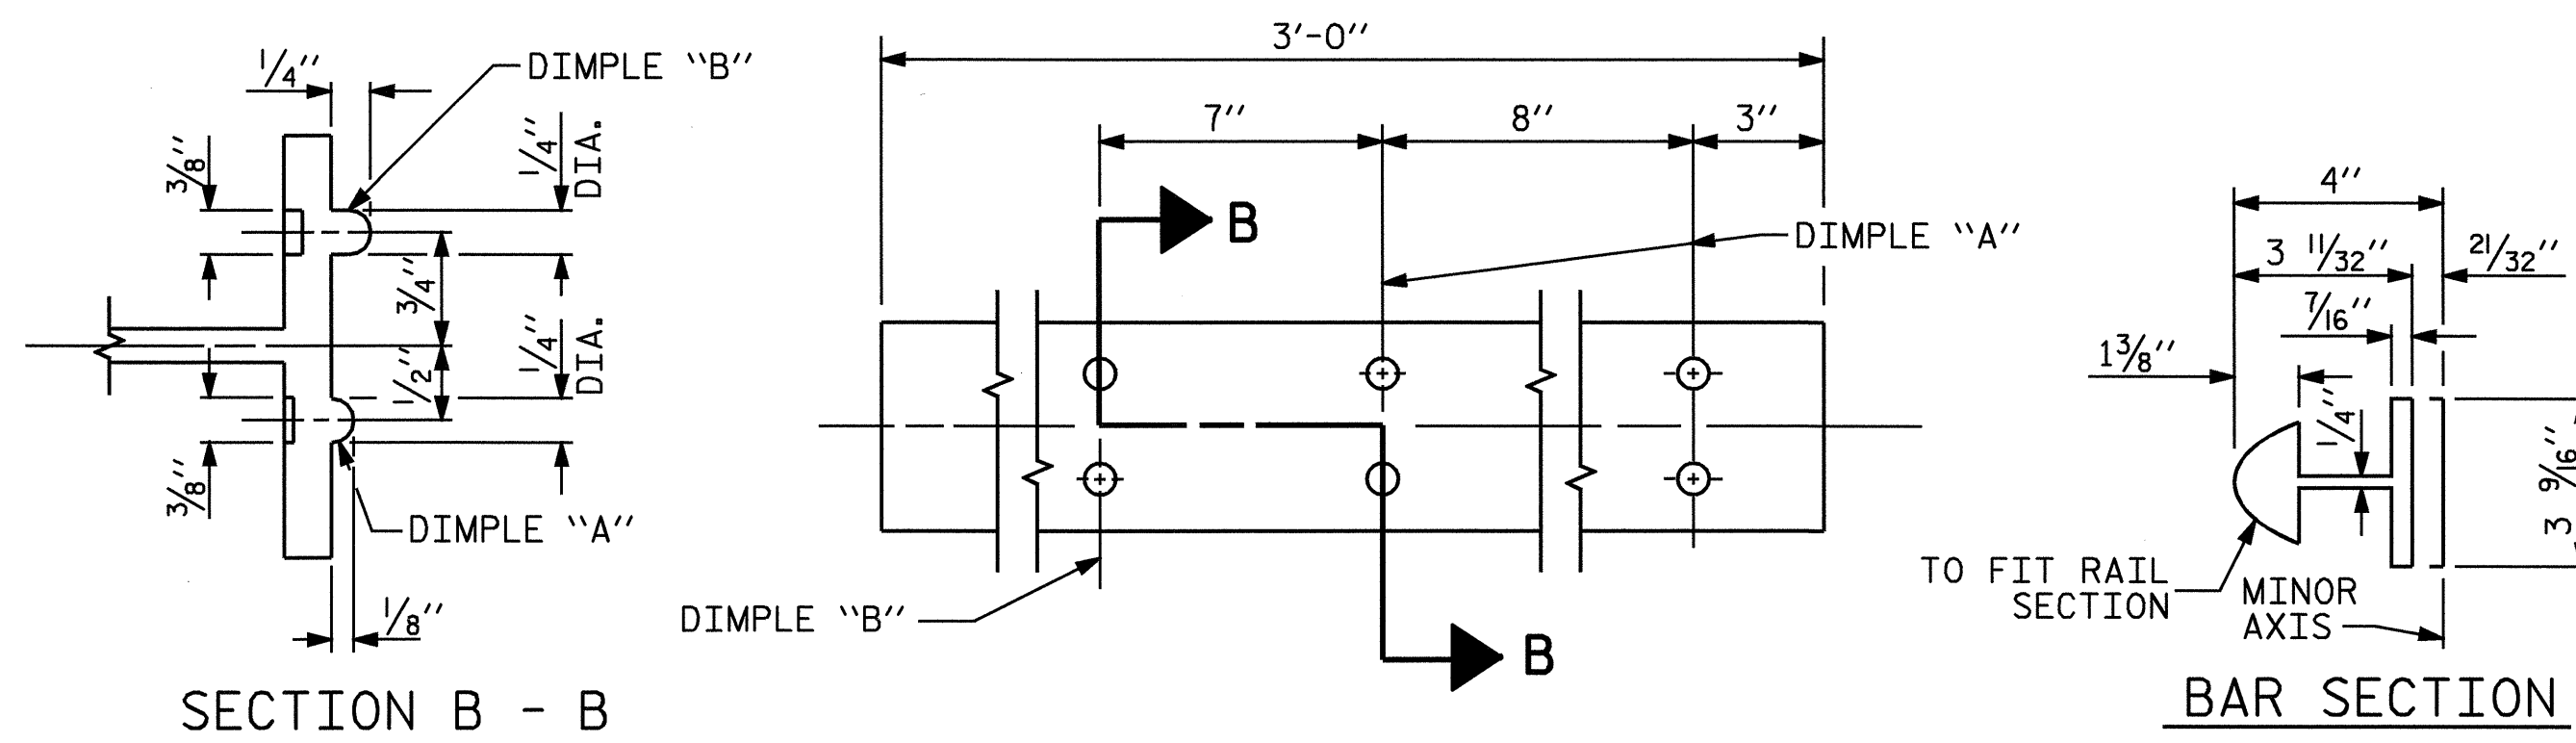 1/4"
DIMPLE "B"
3/8"
1/4"
DIA.
3/4"
1/4"
DIA.
1/2"
3/8"
DIMPLE "A"
1/8"
SECTION B - B
3'-0"
7"
8"
3"
B
DIMPLE "A"
DIMPLE "B"
B
4"
3 11/32"
21/32"
7/16"
1 3/8"
1/4"
3 9/16"
TO FIT RAIL
SECTION
MINOR
AXIS
BAR SECTION